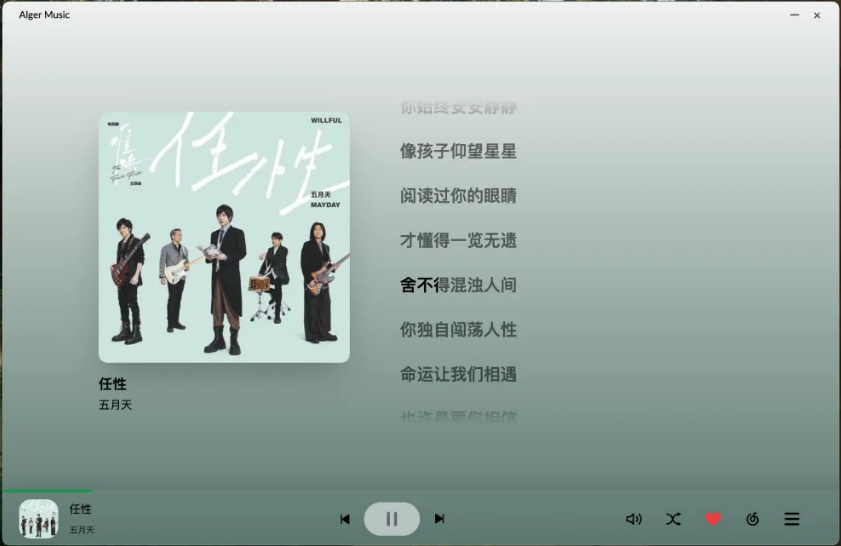 Alger Music
WILLFUL
任性
五月天
MAYDAY
你始终安安静静
像孩子仰望星星
阅读过你的眼睛
才懂得一览无遗
舍不得混浊人间
你独自闯荡人性
命运让我们相遇
也许是要你相信
任性
五月天
任性
五月天